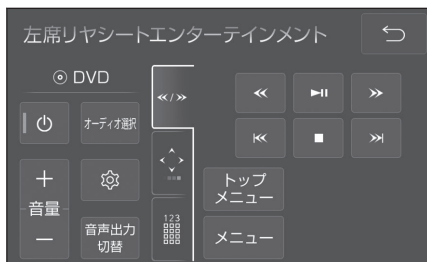 左席リヤシートエンターテインメント
DVD
オーディオ選択
+
音量
-
音声出力
切替
123
トップ
メニュー
メニュー